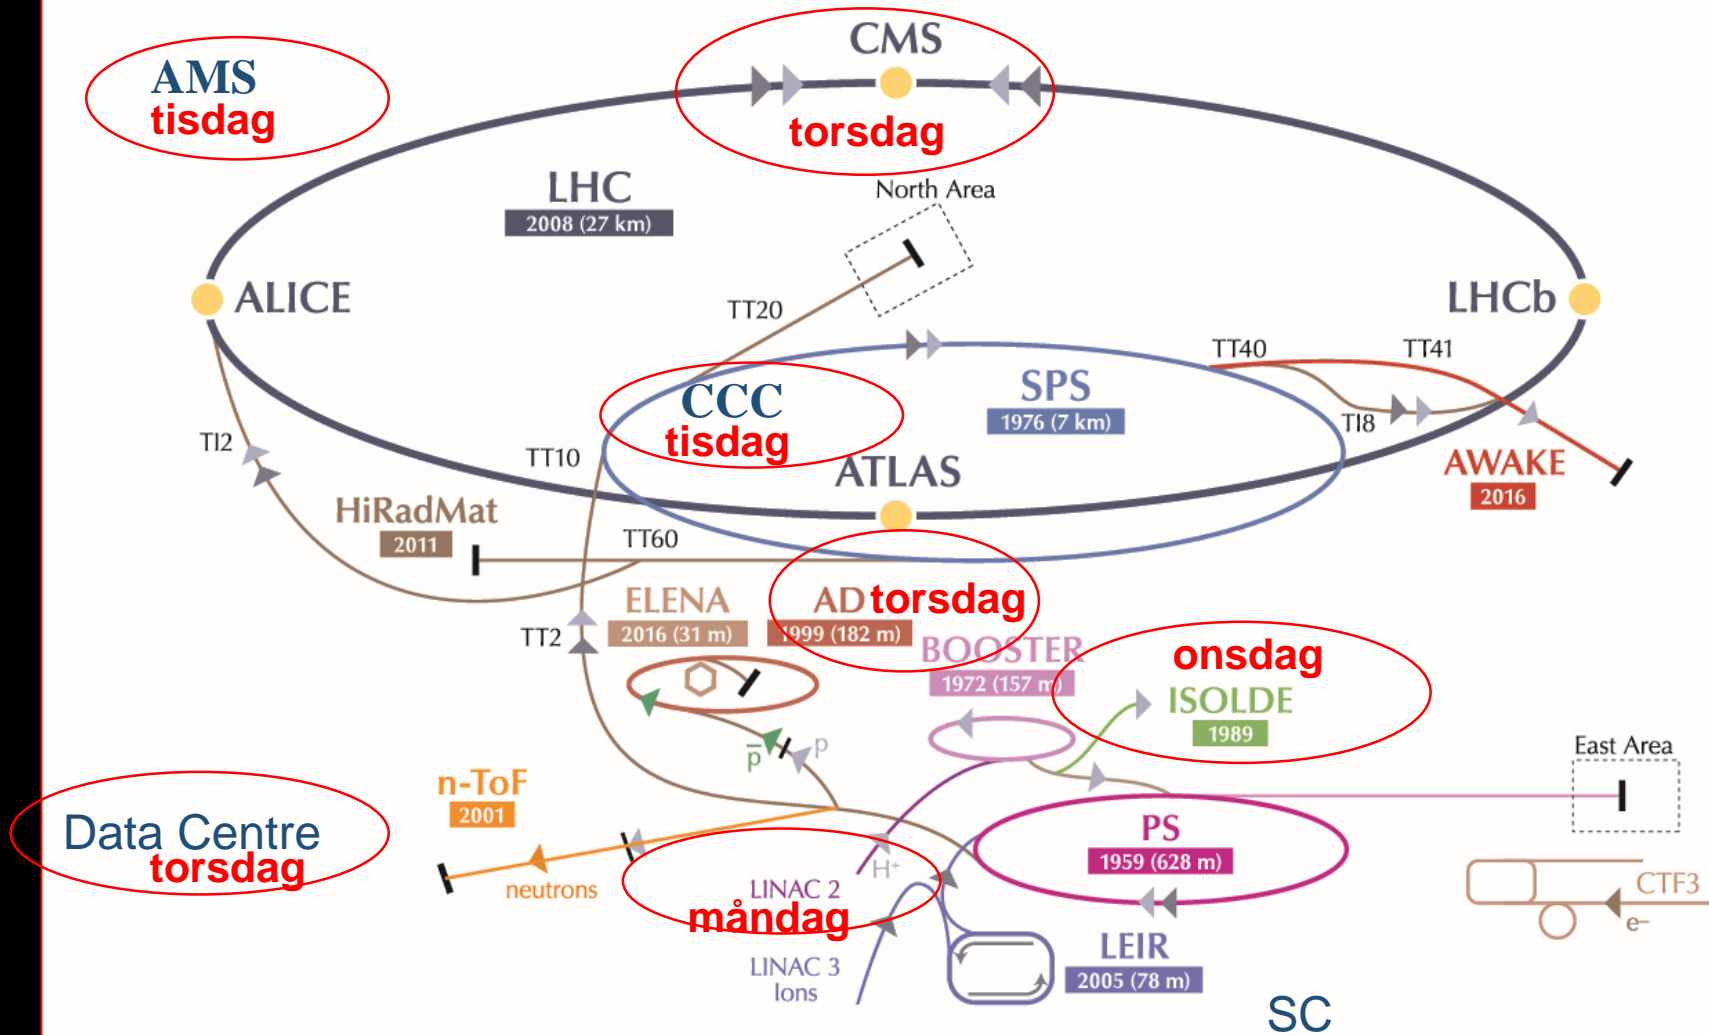 CMS
AMS
tisdag
torsdag
LHC
2008 (27 km)
North Area
ALICE
LHCb
TT20
TT40
TT41
SPS
1976 (7 km)
CCC
tisdag
TI8
TI2
TT10
ATLAS
AWAKE
2016
HiRadMat
2011
TT60
ELENA
2016 (31 m)
AD
torsdag
1999 (182 m)
TT2
BOOSTER
1972 (157 m)
onsdag
ISOLDE
1989
p̅
p
East Area
n-ToF
2001
Data Centre
torsdag
PS
1959 (628 m)
neutrons
H⁺
LINAC 2
måndag
CTF3
e–
LEIR
2005 (78 m)
LINAC 3
Ions
SC